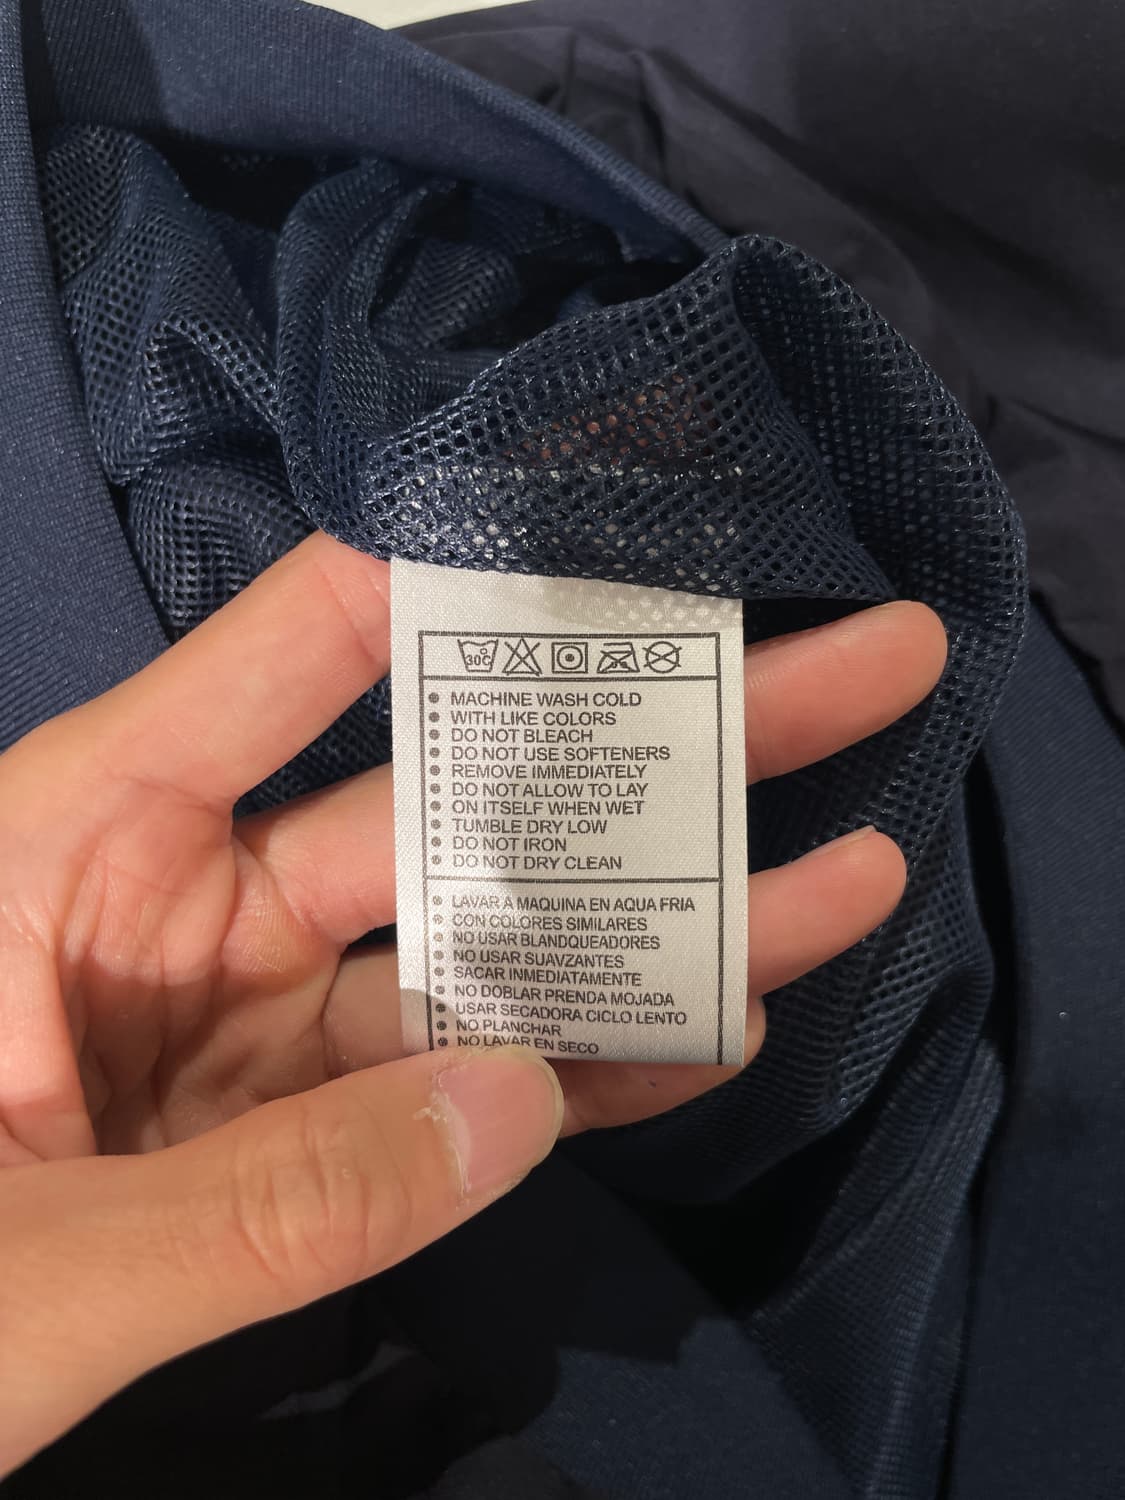 30°C
● MACHINE WASH COLD
● WITH LIKE COLORS
● DO NOT BLEACH
● DO NOT USE SOFTENERS
● REMOVE IMMEDIATELY
● DO NOT ALLOW TO LAY
● ON ITSELF WHEN WET
● TUMBLE DRY LOW
● DO NOT IRON
● DO NOT DRY CLEAN
● LAVAR A MAQUINA EN AQUA FRIA
● CON COLORES SIMILARES
● NO USAR BLANDQUEADORES
● NO USAR SUAVZANTES
● SACAR INMEDIATAMENTE
● NO DOBLAR PRENDA MOJADA
● USAR SECADORA CICLO LENTO
● NO PLANCHAR
● NO LAVAR EN SECO